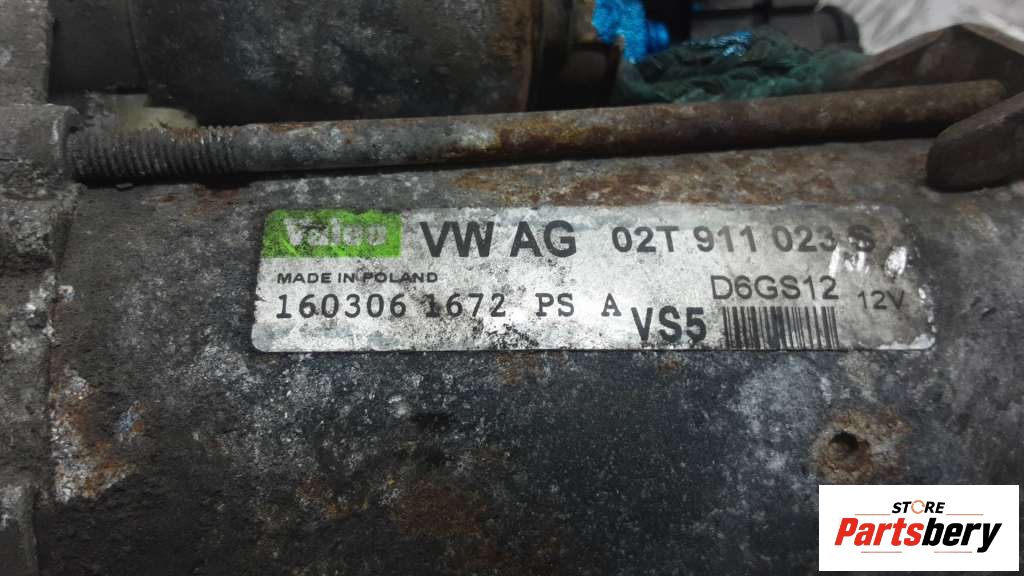 Valeo VW AG 02T 911 023 S
MADE IN POLAND
D6GS12 12V
160306 1672 PS A VS5
STORE
Partsbery